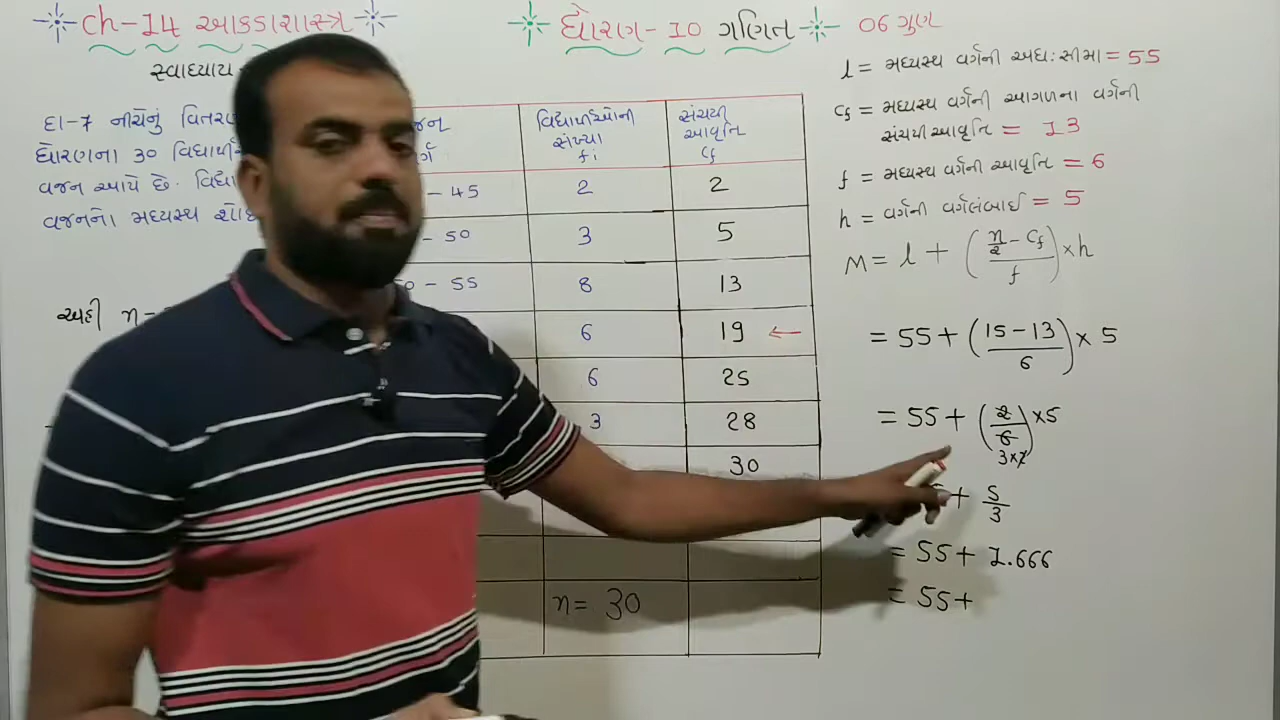 ch-14 આકડાશાસ્ત્ર
ધોરણ-10 ગણિત
06 ગુણ
સ્વાધ્યાય
દા-7 નીચેનું
ધોરણના 30
વજન આપે છે.
વજનનો મધ્યસ્થ
અહીં n
વિદ્યાર્થીઓની
સંખ્યા
fi
સંચયી
આવૃતિ
cf
- 45 2 2
- 50 3 5
- 55 8 13
6 19 ←
6 25
3 28
30
n = 30
l = મધ્યસ્થ વર્ગની અધ: સીમા = 55
cf = મધ્યસ્થ વર્ગની આગળના વર્ગની
સંચયી આવૃતિ = 13
f = મધ્યસ્થ વર્ગની આવૃતિ = 6
h = વર્ગની વર્ગલંબાઈ = 5
M = l + (n/2 - cf / f) × h
= 55 + (15 - 13 / 6) × 5
= 55 + (2 / 6) × 5
3×2
+ 5/3
= 55 + 1.666
= 55 +